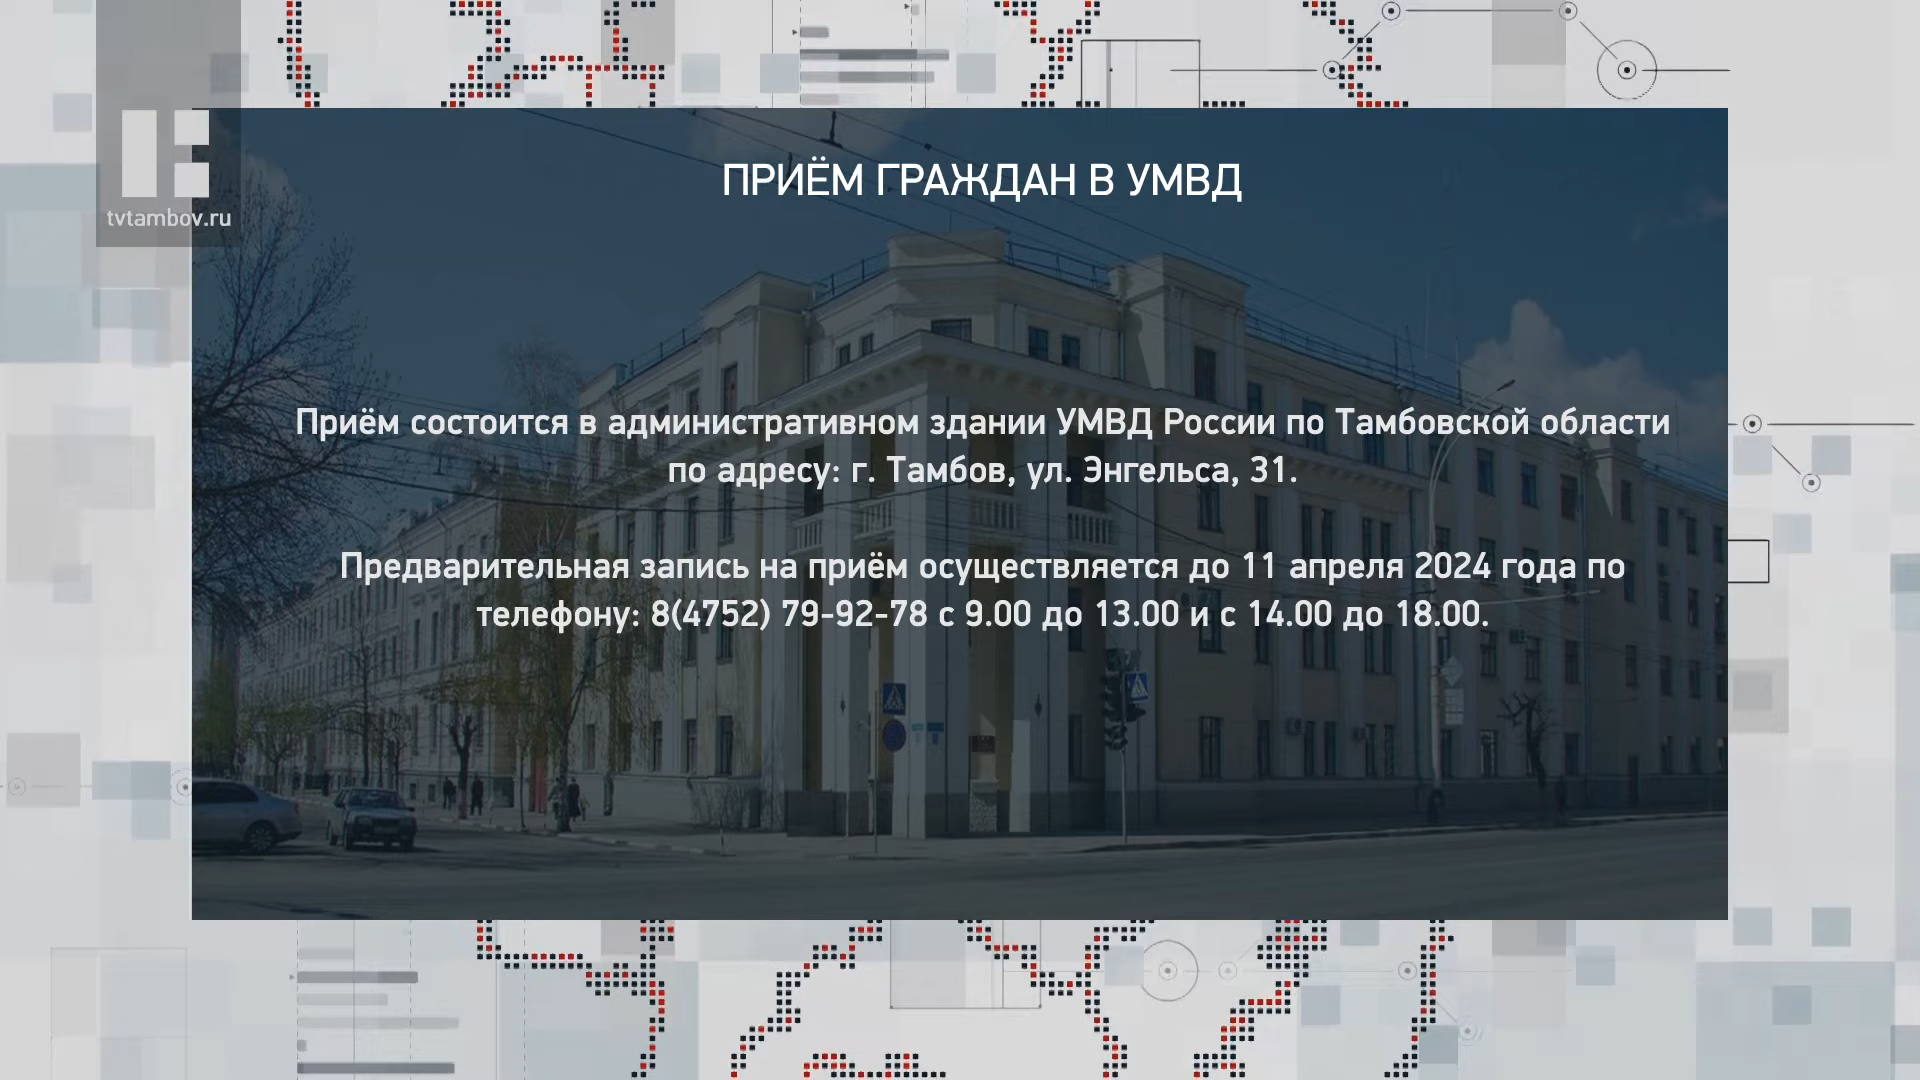 ПРИЁМ ГРАЖДАН В УМВД
tvtambov.ru
Приём состоится в административном здании УМВД России по Тамбовской области
по адресу: г. Тамбов, ул. Энгельса, 31.
Предварительная запись на приём осуществляется до 11 апреля 2024 года по
телефону: 8(4752) 79-92-78 с 9.00 до 13.00 и с 14.00 до 18.00.